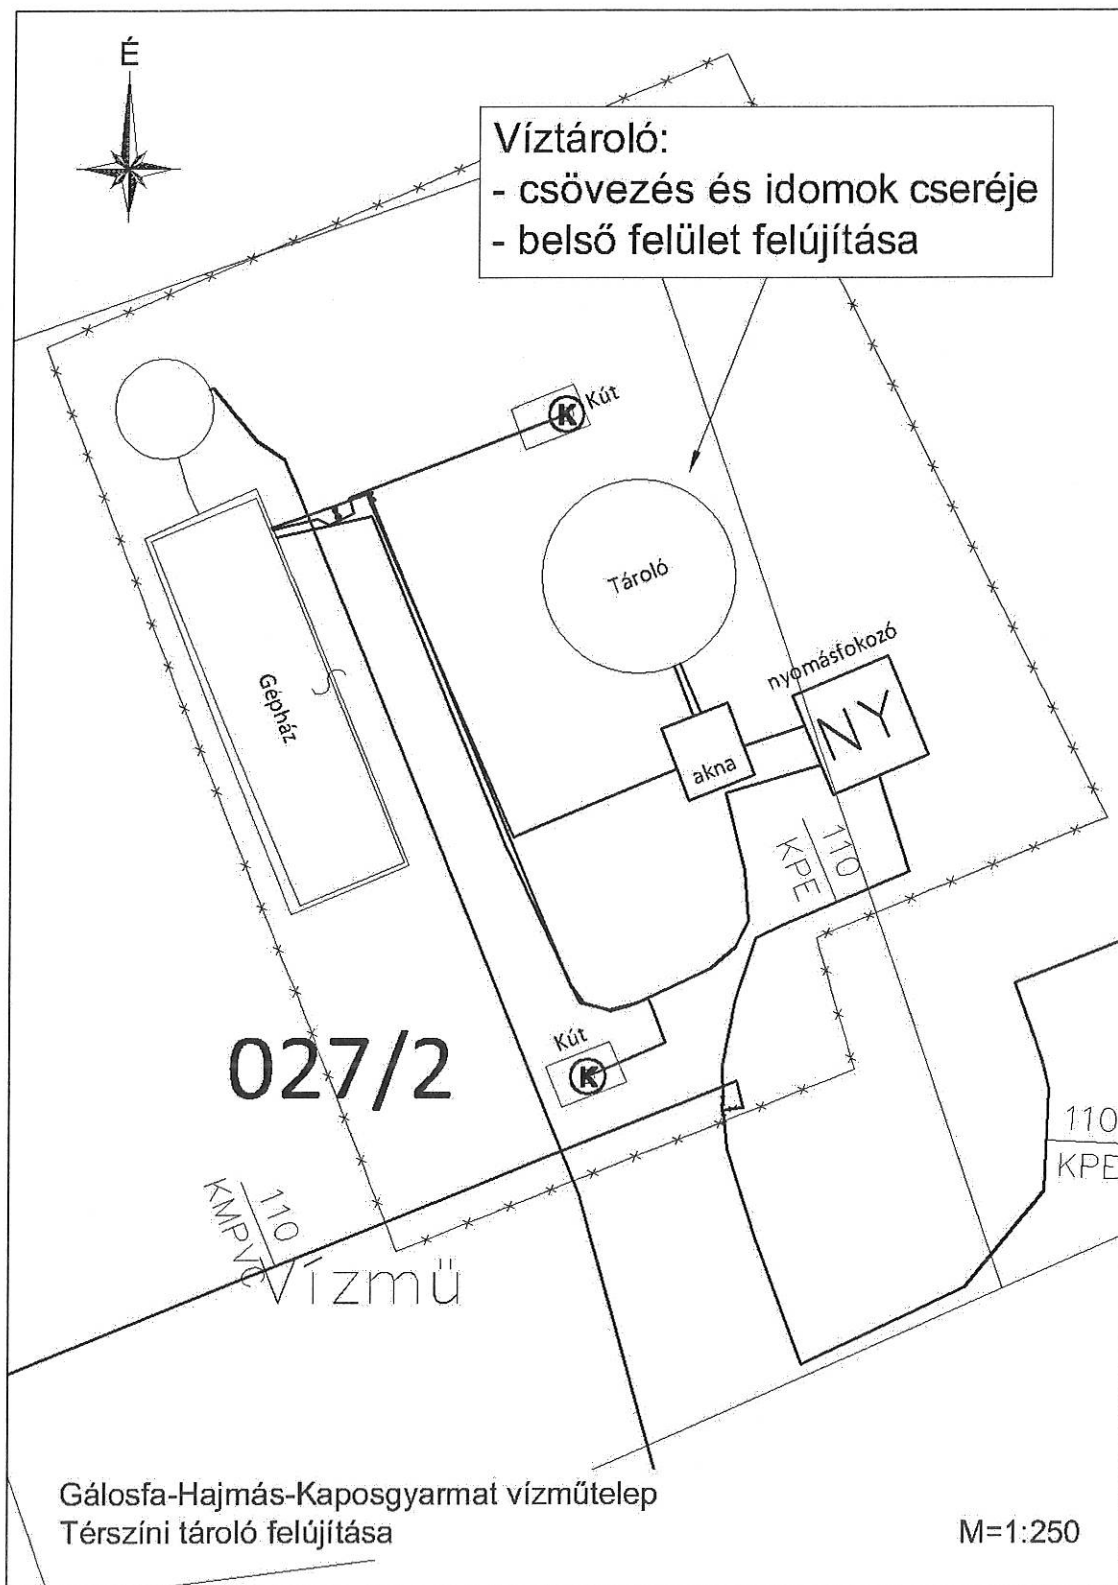 É
Víztároló:
- csövezés és idomok cseréje
- belső felület felújítása
K
Kút
Tároló
nyomásfokozó
NY
Gépház
akna
110
KPE
027/2
Kút
K
110
KPE
110
KMPVC
Vízmü
Gálosfa-Hajmás-Kaposgyarmat vízműtelep
Térszíni tároló felújítása
M=1:250